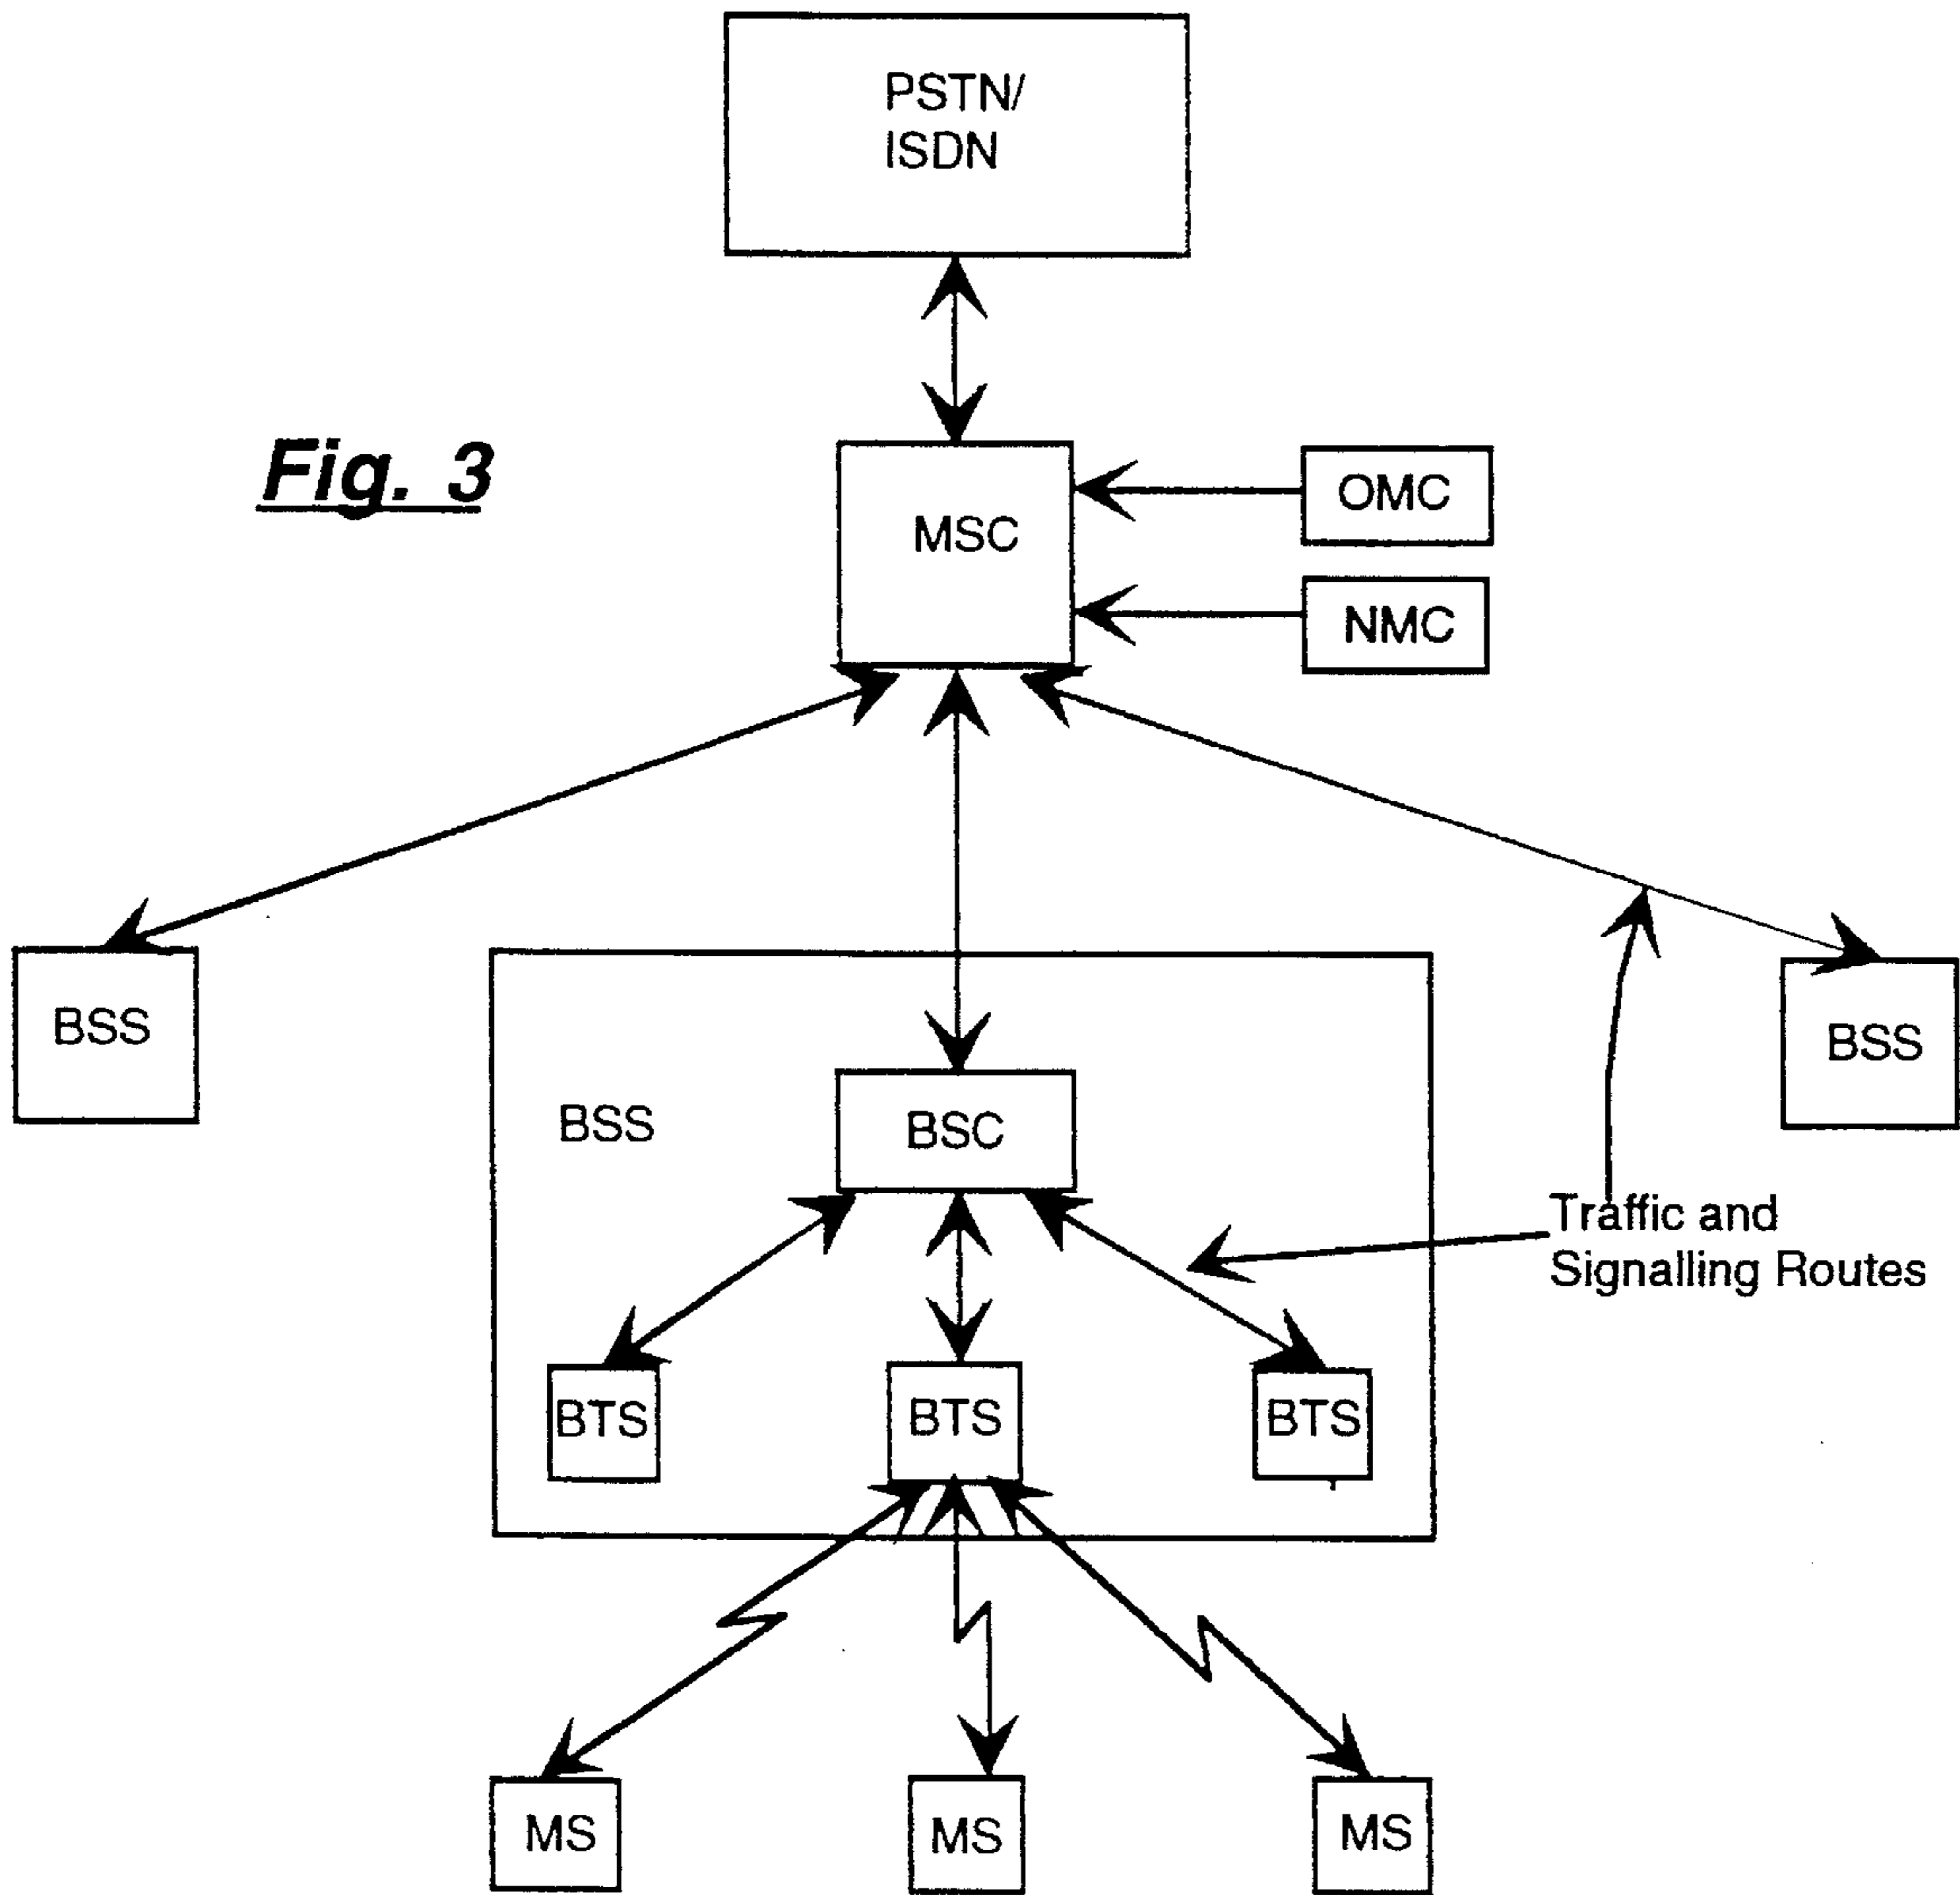 PSTN/
ISDN
Fig. 3
MSC
OMC
NMC
BSS
BSS
BSS
BSC
Traffic and
Signalling Routes
BTS
BTS
BTS
MS
MS
MS